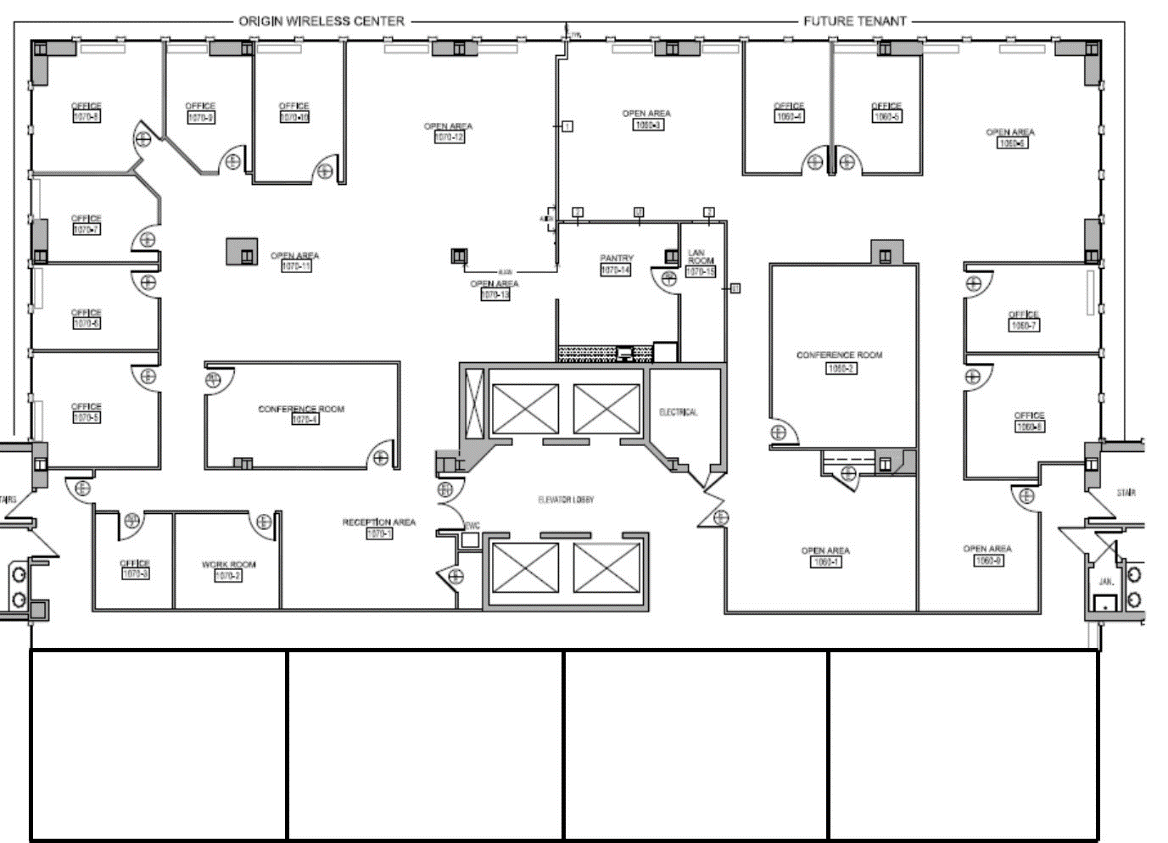 ORIGIN WIRELESS CENTER
FUTURE TENANT
OFFICE
1070-8
OFFICE
1070-9
OFFICE
1070-10
OPEN AREA
1070-12
OPEN AREA
1060-3
OFFICE
1060-4
OFFICE
1060-5
OPEN AREA
1060-6
OFFICE
1070-7
OPEN AREA
1070-11
ALIGN
ALIGN
OPEN AREA
1070-13
PANTRY
1070-14
LAN
ROOM
1070-15
OFFICE
1070-6
OFFICE
1060-7
CONFERENCE ROOM
1060-2
OFFICE
1070-5
CONFERENCE ROOM
1070-4
ELECTRICAL
OFFICE
1060-8
STAIR
ELEVATOR LOBBY
RECEPTION AREA
1070-1
EWC
OFFICE
1070-3
WORK ROOM
1070-2
OPEN AREA
1060-1
OPEN AREA
1060-9
JAN.